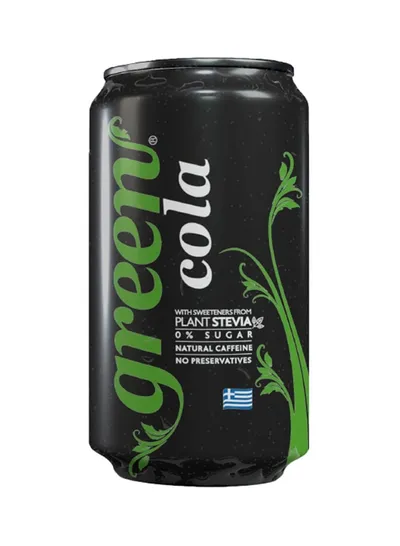 green®
cola
WITH SWEETENERS FROM
PLANT STEVIA
0% SUGAR
NATURAL CAFFEINE
NO PRESERVATIVES